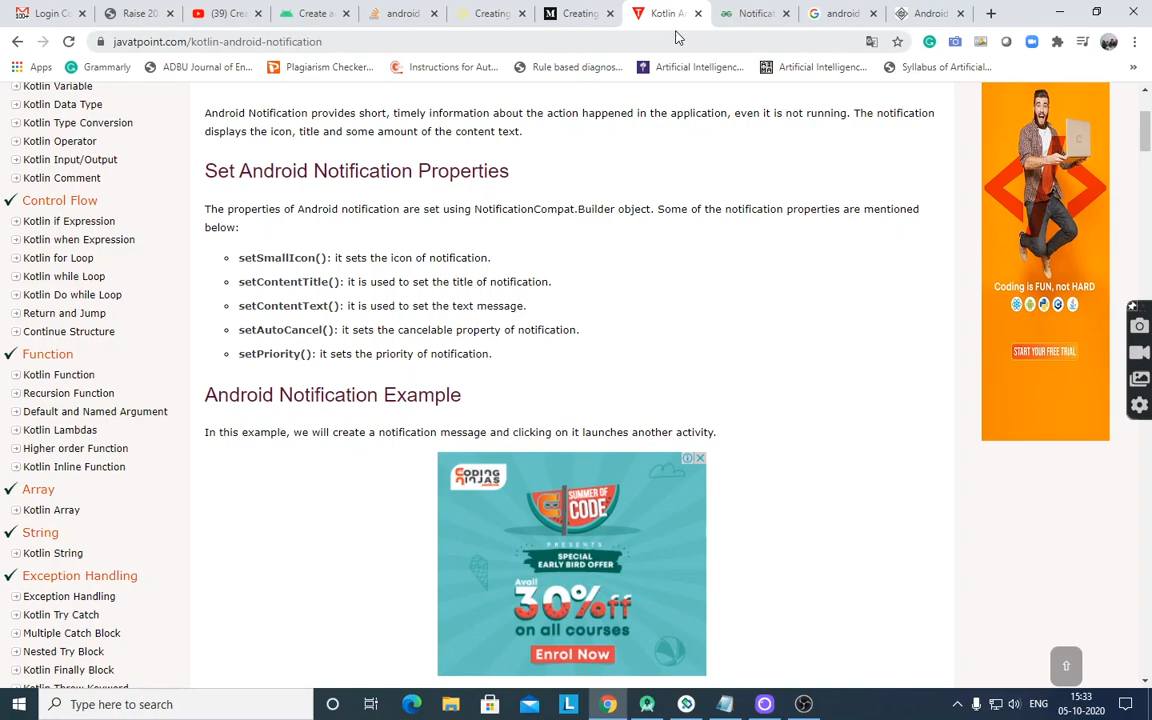 Login C
Raise 20
(39) Cre
Create a
android
Creating
Creating
Kotlin A
Notificat
android
Android
javatpoint.com/kotlin-android-notification
Apps
Grammarly
ADBU Journal of En...
Plagiarism Checker...
Instructions for Aut...
Rule based diagnos...
Artificial Intelligenc...
Artificial Intelligenc...
Syllabus of Artificial...
Kotlin Variable
Kotlin Data Type
Kotlin Type Conversion
Kotlin Operator
Kotlin Input/Output
Kotlin Comment
Control Flow
Kotlin if Expression
Kotlin when Expression
Kotlin for Loop
Kotlin while Loop
Kotlin Do while Loop
Return and Jump
Continue Structure
Function
Kotlin Function
Recursion Function
Default and Named Argument
Kotlin Lambdas
Higher order Function
Kotlin Inline Function
Array
Kotlin Array
String
Kotlin String
Exception Handling
Exception Handling
Kotlin Try Catch
Multiple Catch Block
Nested Try Block
Kotlin Finally Block
Kotlin Throw Keyword
Android Notification provides short, timely information about the action happened in the application, even it is not running. The notification
displays the icon, title and some amount of the content text.
Set Android Notification Properties
The properties of Android notification are set using NotificationCompat.Builder object. Some of the notification properties are mentioned
below:
setSmallIcon(): it sets the icon of notification.
setContentTitle(): it is used to set the title of notification.
setContentText(): it is used to set the text message.
setAutoCancel(): it sets the cancelable property of notification.
setPriority(): it sets the priority of notification.
Android Notification Example
In this example, we will create a notification message and clicking on it launches another activity.
CODING
NINJAS
SUMMER OF
CODE
PRESENTS
SPECIAL
EARLY BIRD OFFER
Avail
30% off
on all courses
Enrol Now
Coding is FUN, not HARD
START YOUR FREE TRIAL
Type here to search
ENG
15:33
05-10-2020